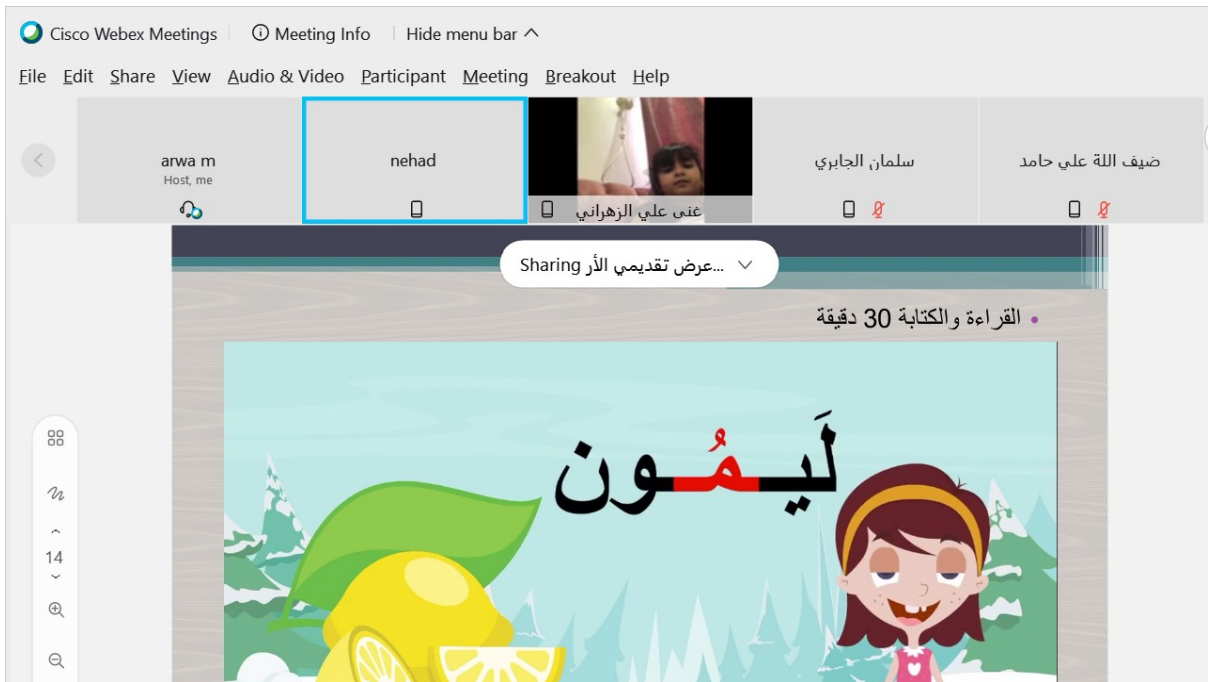 Cisco Webex Meetings Meeting Info Hide menu bar
File Edit Share View Audio & Video Participant Meeting Breakout Help
arwa m
Host, me
nehad
غنى علي الزهراني
سلمان الجابري
ضيف اللة علي حامد
Sharing عرض تقديمي الأر...
• القراءة والكتابة 30 دقيقة
لَيـمُـون
14